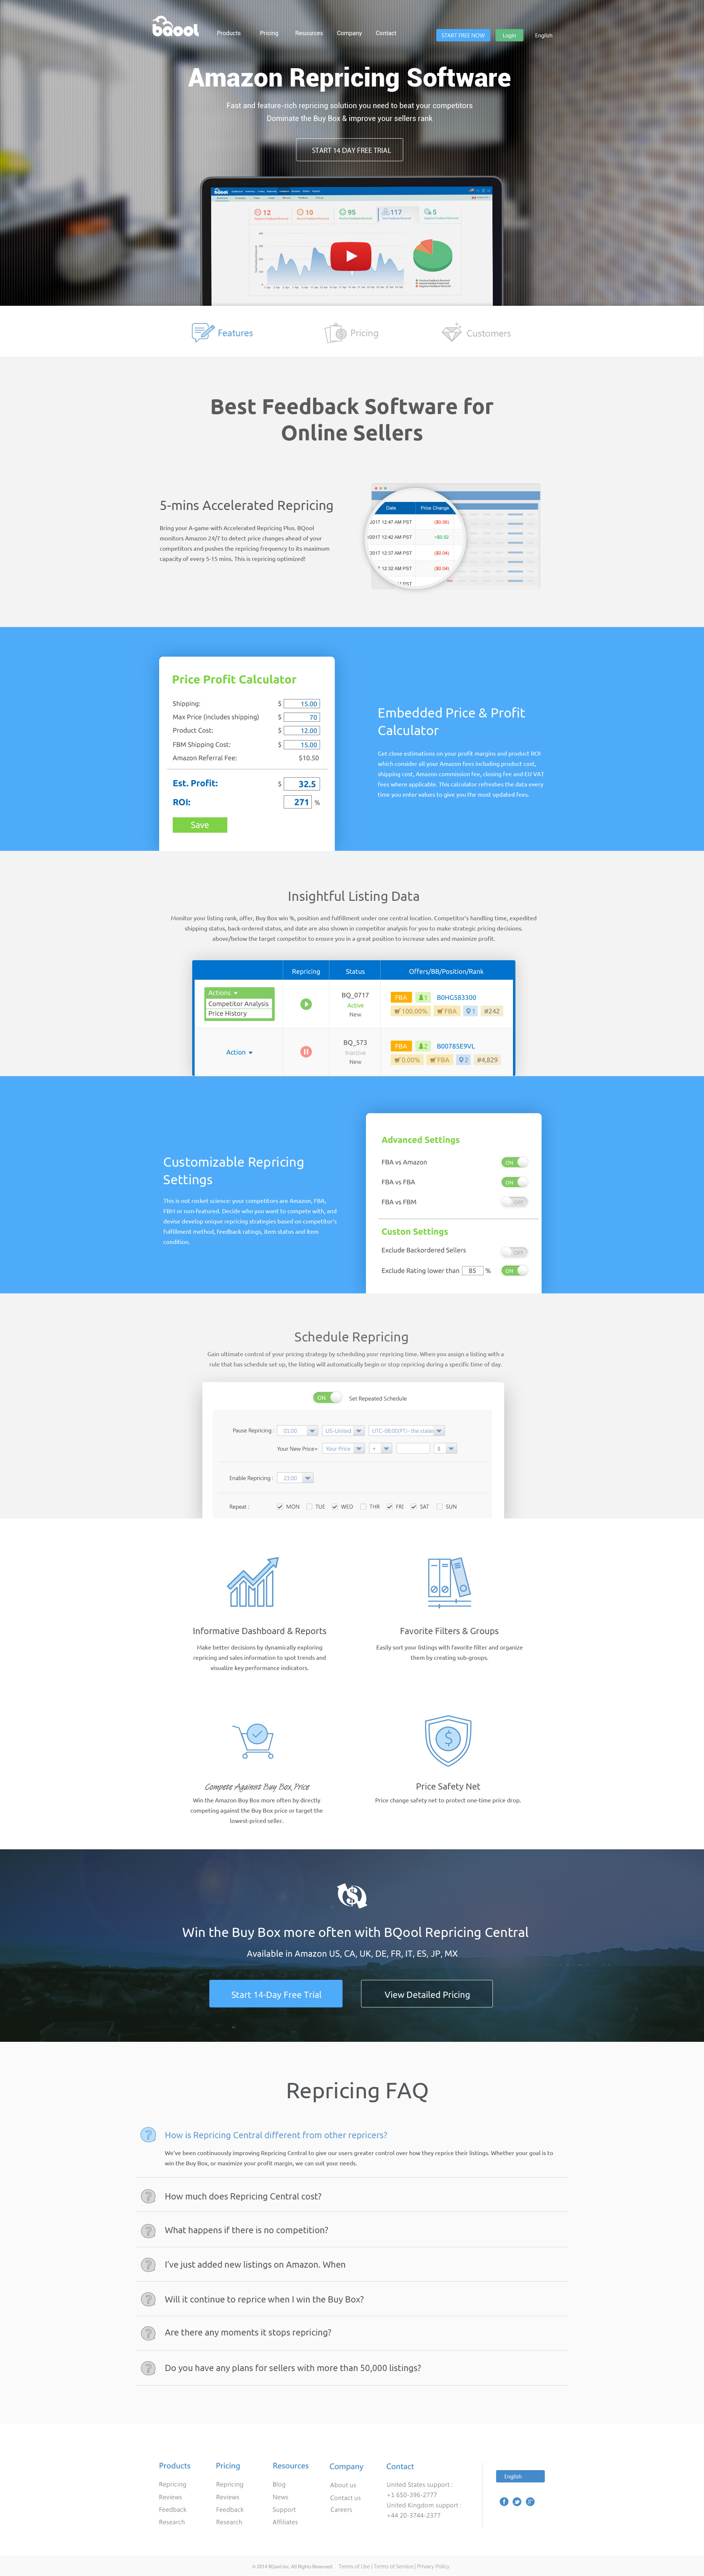 BQool
Products Pricing Resources Company Contact START FREE NOW Login English
Amazon Repricing Software
Fast and feature-rich repricing solution you need to beat your competitors
Dominate the Buy Box & improve your sellers rank
START 14 DAY FREE TRIAL
BQool
12 10 95 117 5
Features Pricing Customers
Best Feedback Software for
Online Sellers
5-mins Accelerated Repricing
Bring your A-game with Accelerated Repricing Plus. BQool
monitors Amazon 24/7 to detect price changes ahead of your
competitors and pushes the repricing frequency to its maximum
capacity of every 5-15 mins. This is repricing optimized!
Date Price Change
/2017 12:47 AM PST ($0.06)
/2017 12:42 AM PST +$0.02
2017 12:37 AM PST ($0.04)
12:32 AM PST ($0.04)
PST
Price Profit Calculator
Shipping: $ 15.00
Max Price (includes shipping) $ 70
Product Cost: $ 12.00
FBM Shipping Cost: $ 15.00
Amazon Referral Fee: $10.50
Est. Profit: $ 32.5
ROI: 271 %
Save
Embedded Price & Profit
Calculator
Get close estimations on your profit margins and product ROI
which consider all your Amazon fees including product cost,
shipping cost, Amazon commission fee, closing fee and EU VAT
fees where applicable. This calculator refreshes the data every
time you enter values to give you the most updated fees.
Insightful Listing Data
Monitor your listing rank, offer, Buy Box win %, position and fulfillment under one central location. Competitor's handling time, expedited
shipping status, back-ordered status, and date are also shown in competitor analysis for you to make strategic pricing decisions.
above/below the target competitor to ensure you in a great position to increase sales and maximize profit.
Repricing Status Offers/BB/Position/Rank
Actions
Competitor Analysis
Price History
BQ_0717
Active
New
FBA 1 B0HG583300
100.00% FBA 1 #242
Action
BQ_573
Inactive
New
FBA 2 B00785E9VL
0.00% FBA 2 #4,829
Customizable Repricing
Settings
This is not rocket science: your competitors are Amazon, FBA,
FBM or non-featured. Decide who you want to compete with, and
devise develop unique repricing strategies based on competitor's
fulfillment method, feedback ratings, item status and item
condition.
Advanced Settings
FBA vs Amazon ON
FBA vs FBA ON
FBA vs FBM OFF
Custon Settings
Exclude Backordered Sellers OFF
Exclude Rating lower than 85 % ON
Schedule Repricing
Gain ultimate control of your pricing strategy by scheduling your repricing time. When you assign a listing with a
rule that has schedule set up, the listing will automatically begin or stop repricing during a specific time of day.
ON Set Repeated Schedule
Pause Repricing : 03:00 US-United UTC-08:00(PT)- the states
Your New Price= Your Price + $
Enable Repricing : 23:00
Repeat : MON TUE WED THR FRI SAT SUN
Informative Dashboard & Reports
Make better decisions by dynamically exploring
repricing and sales information to spot trends and
visualize key performance indicators.
Favorite Filters & Groups
Easily sort your listings with favorite filter and organize
them by creating sub-groups.
Compete Against Buy Box Price
Win the Amazon Buy Box more often by directly
competing against the Buy Box price or target the
lowest-priced seller.
$
Price Safety Net
Price change safety net to protect one-time price drop.
$
Win the Buy Box more often with BQool Repricing Central
Available in Amazon US, CA, UK, DE, FR, IT, ES, JP, MX
Start 14-Day Free Trial View Detailed Pricing
Repricing FAQ
? How is Repricing Central different from other repricers?
We've been continuously improving Repricing Central to give our users greater control over how they reprice their listings. Whether your goal is to
win the Buy Box, or maximize your profit margin, we can suit your needs.
? How much does Repricing Central cost?
? What happens if there is no competition?
? I've just added new listings on Amazon. When
? Will it continue to reprice when I win the Buy Box?
? Are there any moments it stops repricing?
? Do you have any plans for sellers with more than 50,000 listings?
Products
Repricing
Reviews
Feedback
Research
Pricing
Repricing
Reviews
Feedback
Research
Resources
Blog
News
Support
Affiliates
Company
About us
Contact us
Careers
Contact
United States support :
+1 650-396-2777
United Kingdom support :
+44 20-3744-2377
English
© 2014 BQool Inc. All Rights Reserved. Terms of Use | Terms of Service | Privacy Policy